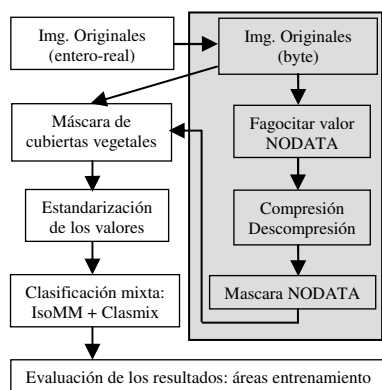 Img. Originales
(entero-real)
Img. Originales
(byte)
Máscara de
cubiertas vegetales
Fagocitar valor
NODATA
Estandarización
de los valores
Compresión
Descompresión
Clasificación mixta:
IsoMM + Clasmix
Mascara NODATA
Evaluación de los resultados: áreas entrenamiento